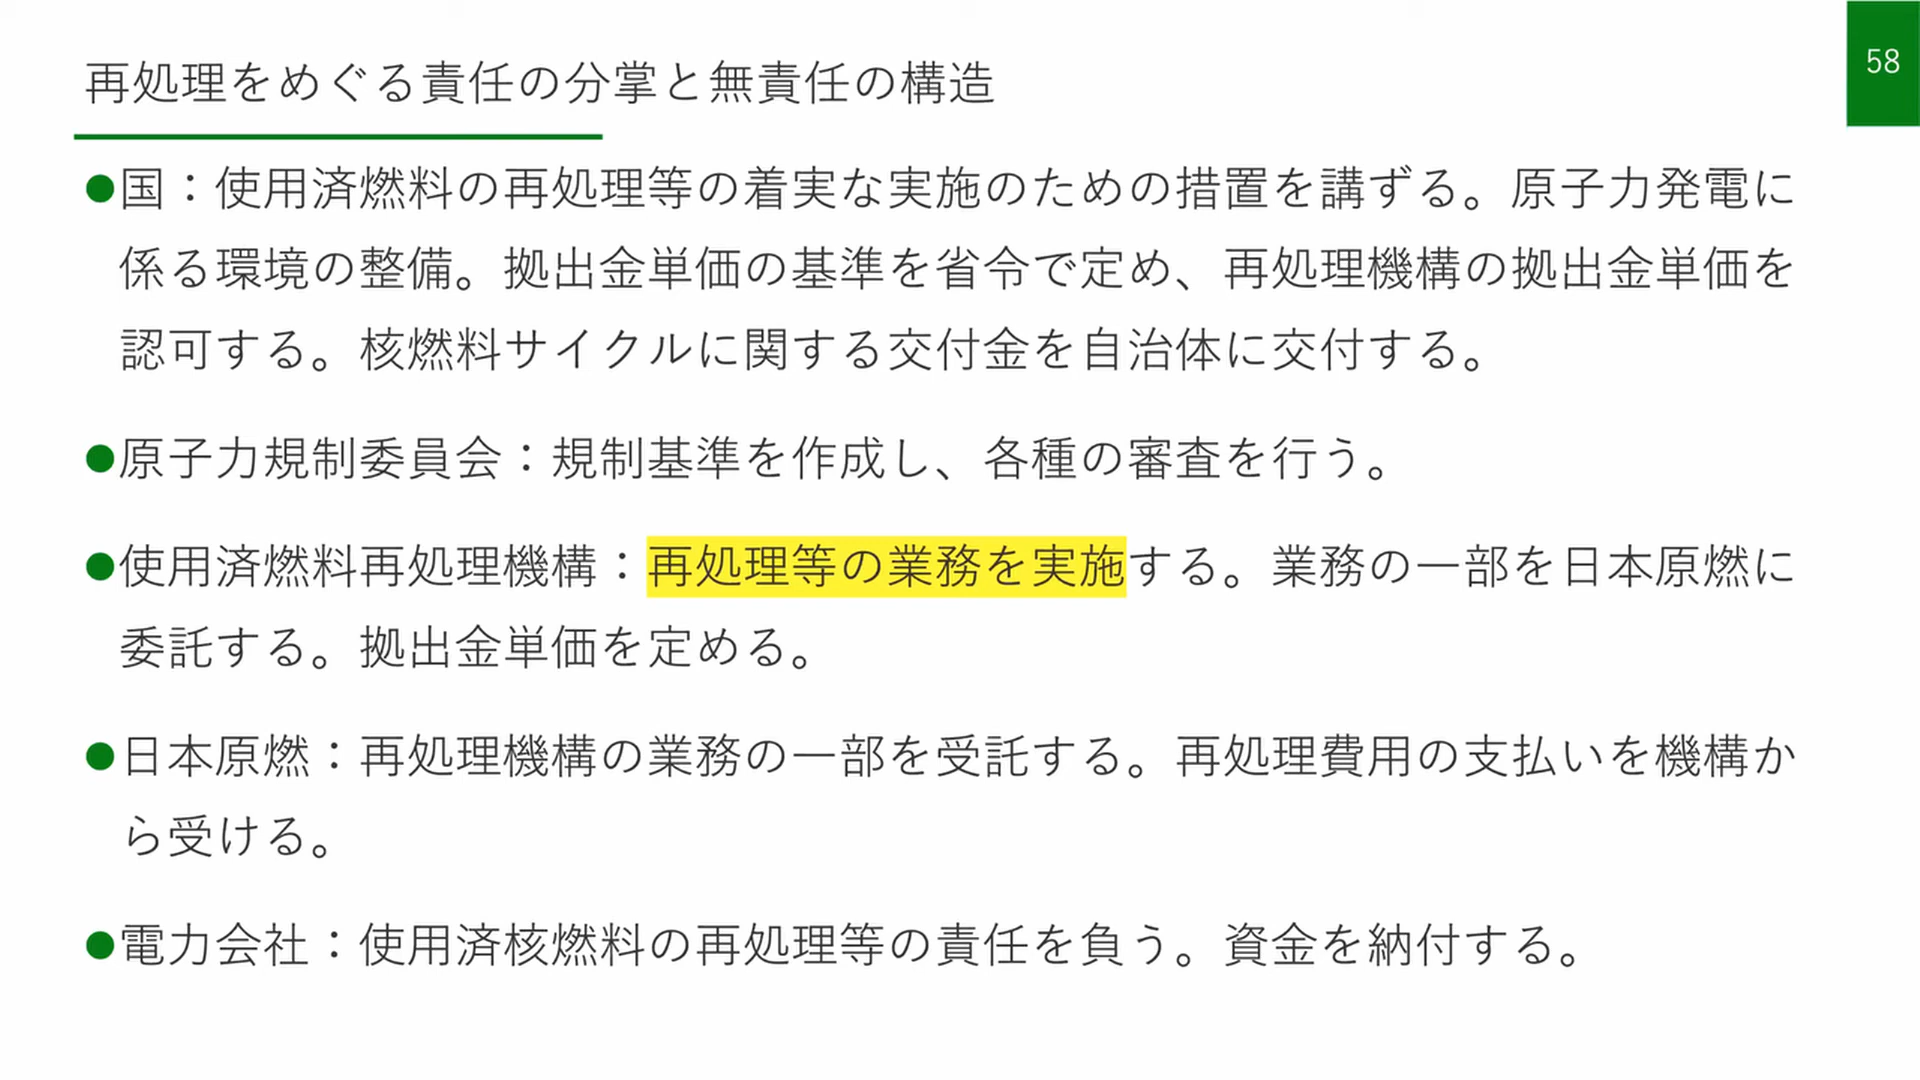 再処理をめぐる責任の分掌と無責任の構造
58
●国：使用済燃料の再処理等の着実な実施のための措置を講ずる。原子力発電に
係る環境の整備。拠出金単価の基準を省令で定め、再処理機構の拠出金単価を
認可する。核燃料サイクルに関する交付金を自治体に交付する。
●原子力規制委員会：規制基準を作成し、各種の審査を行う。
●使用済燃料再処理機構：再処理等の業務を実施する。業務の一部を日本原燃に
委託する。拠出金単価を定める。
●日本原燃：再処理機構の業務の一部を受託する。再処理費用の支払いを機構か
ら受ける。
●電力会社：使用済核燃料の再処理等の責任を負う。資金を納付する。